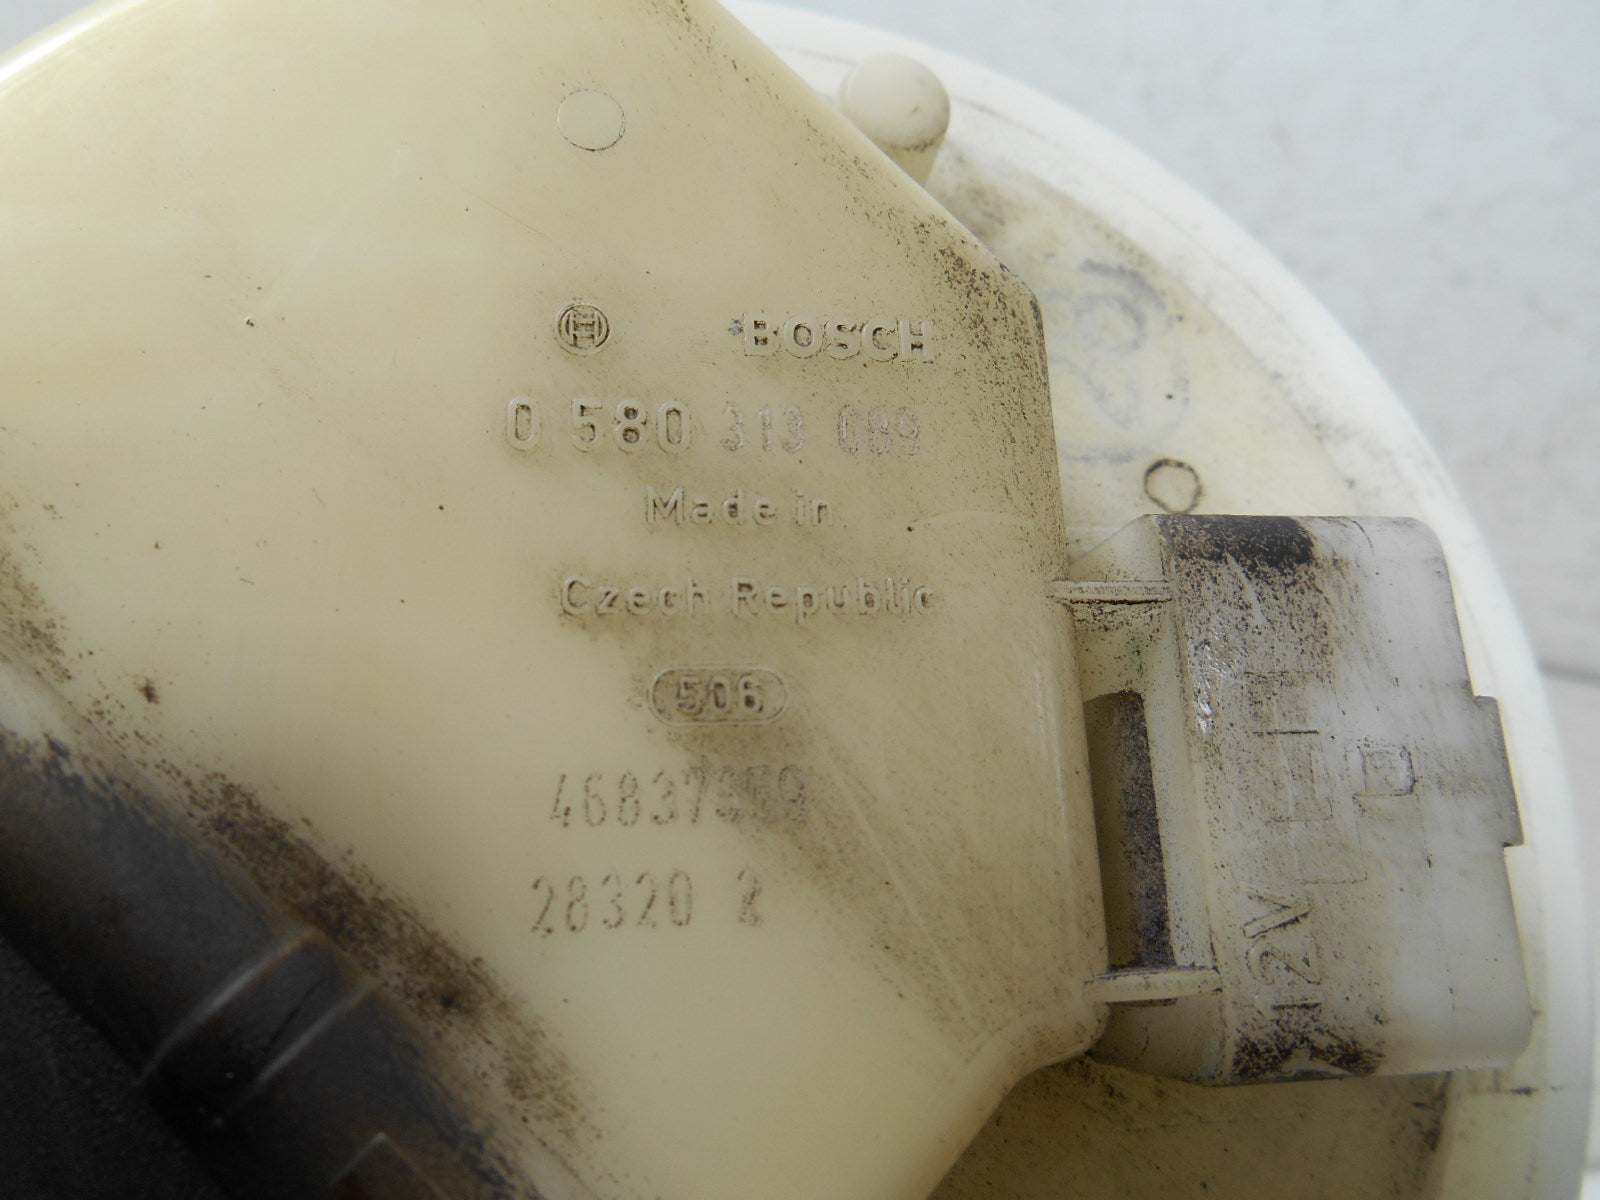 BOSCH
0 580 313 089
Made in
Czech Republic
506
28320 2
12V